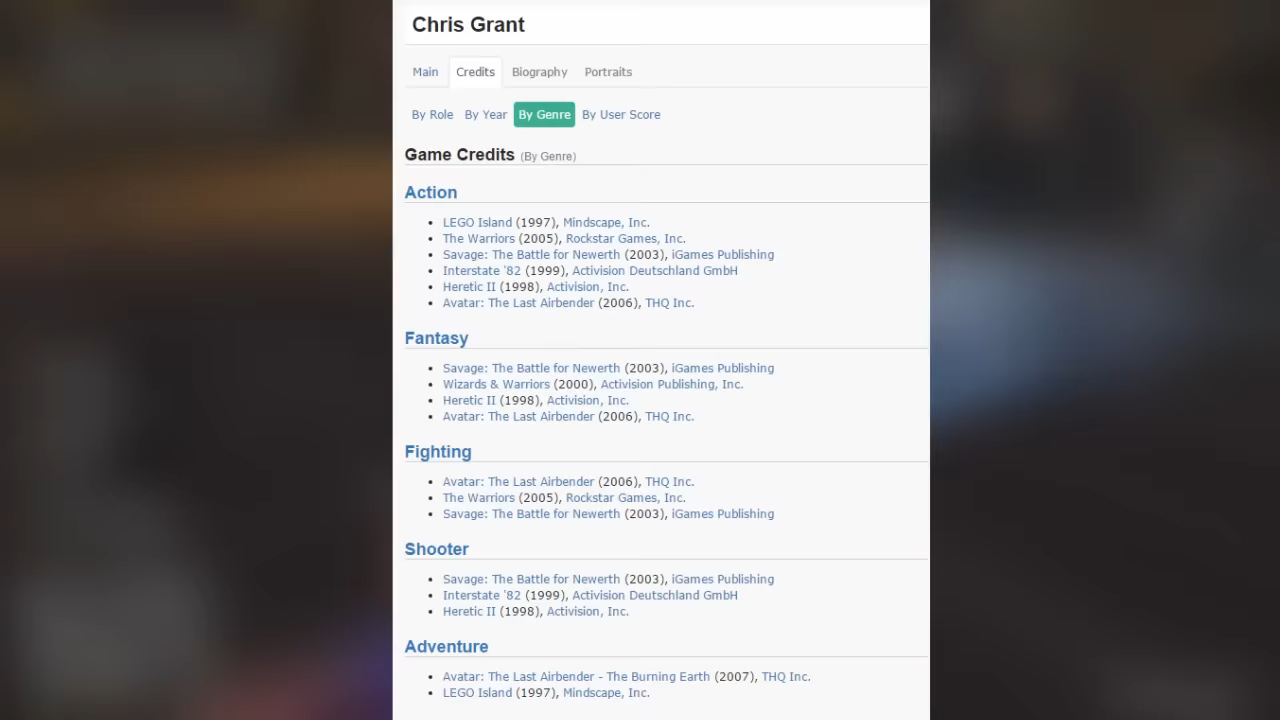 Chris Grant
Main Credits Biography Portraits
By Role By Year By Genre By User Score
Game Credits (By Genre)
Action
• LEGO Island (1997), Mindscape, Inc.
• The Warriors (2005), Rockstar Games, Inc.
• Savage: The Battle for Newerth (2003), iGames Publishing
• Interstate '82 (1999), Activision Deutschland GmbH
• Heretic II (1998), Activision, Inc.
• Avatar: The Last Airbender (2006), THQ Inc.
Fantasy
• Savage: The Battle for Newerth (2003), iGames Publishing
• Wizards & Warriors (2000), Activision Publishing, Inc.
• Heretic II (1998), Activision, Inc.
• Avatar: The Last Airbender (2006), THQ Inc.
Fighting
• Avatar: The Last Airbender (2006), THQ Inc.
• The Warriors (2005), Rockstar Games, Inc.
• Savage: The Battle for Newerth (2003), iGames Publishing
Shooter
• Savage: The Battle for Newerth (2003), iGames Publishing
• Interstate '82 (1999), Activision Deutschland GmbH
• Heretic II (1998), Activision, Inc.
Adventure
• Avatar: The Last Airbender - The Burning Earth (2007), THQ Inc.
• LEGO Island (1997), Mindscape, Inc.